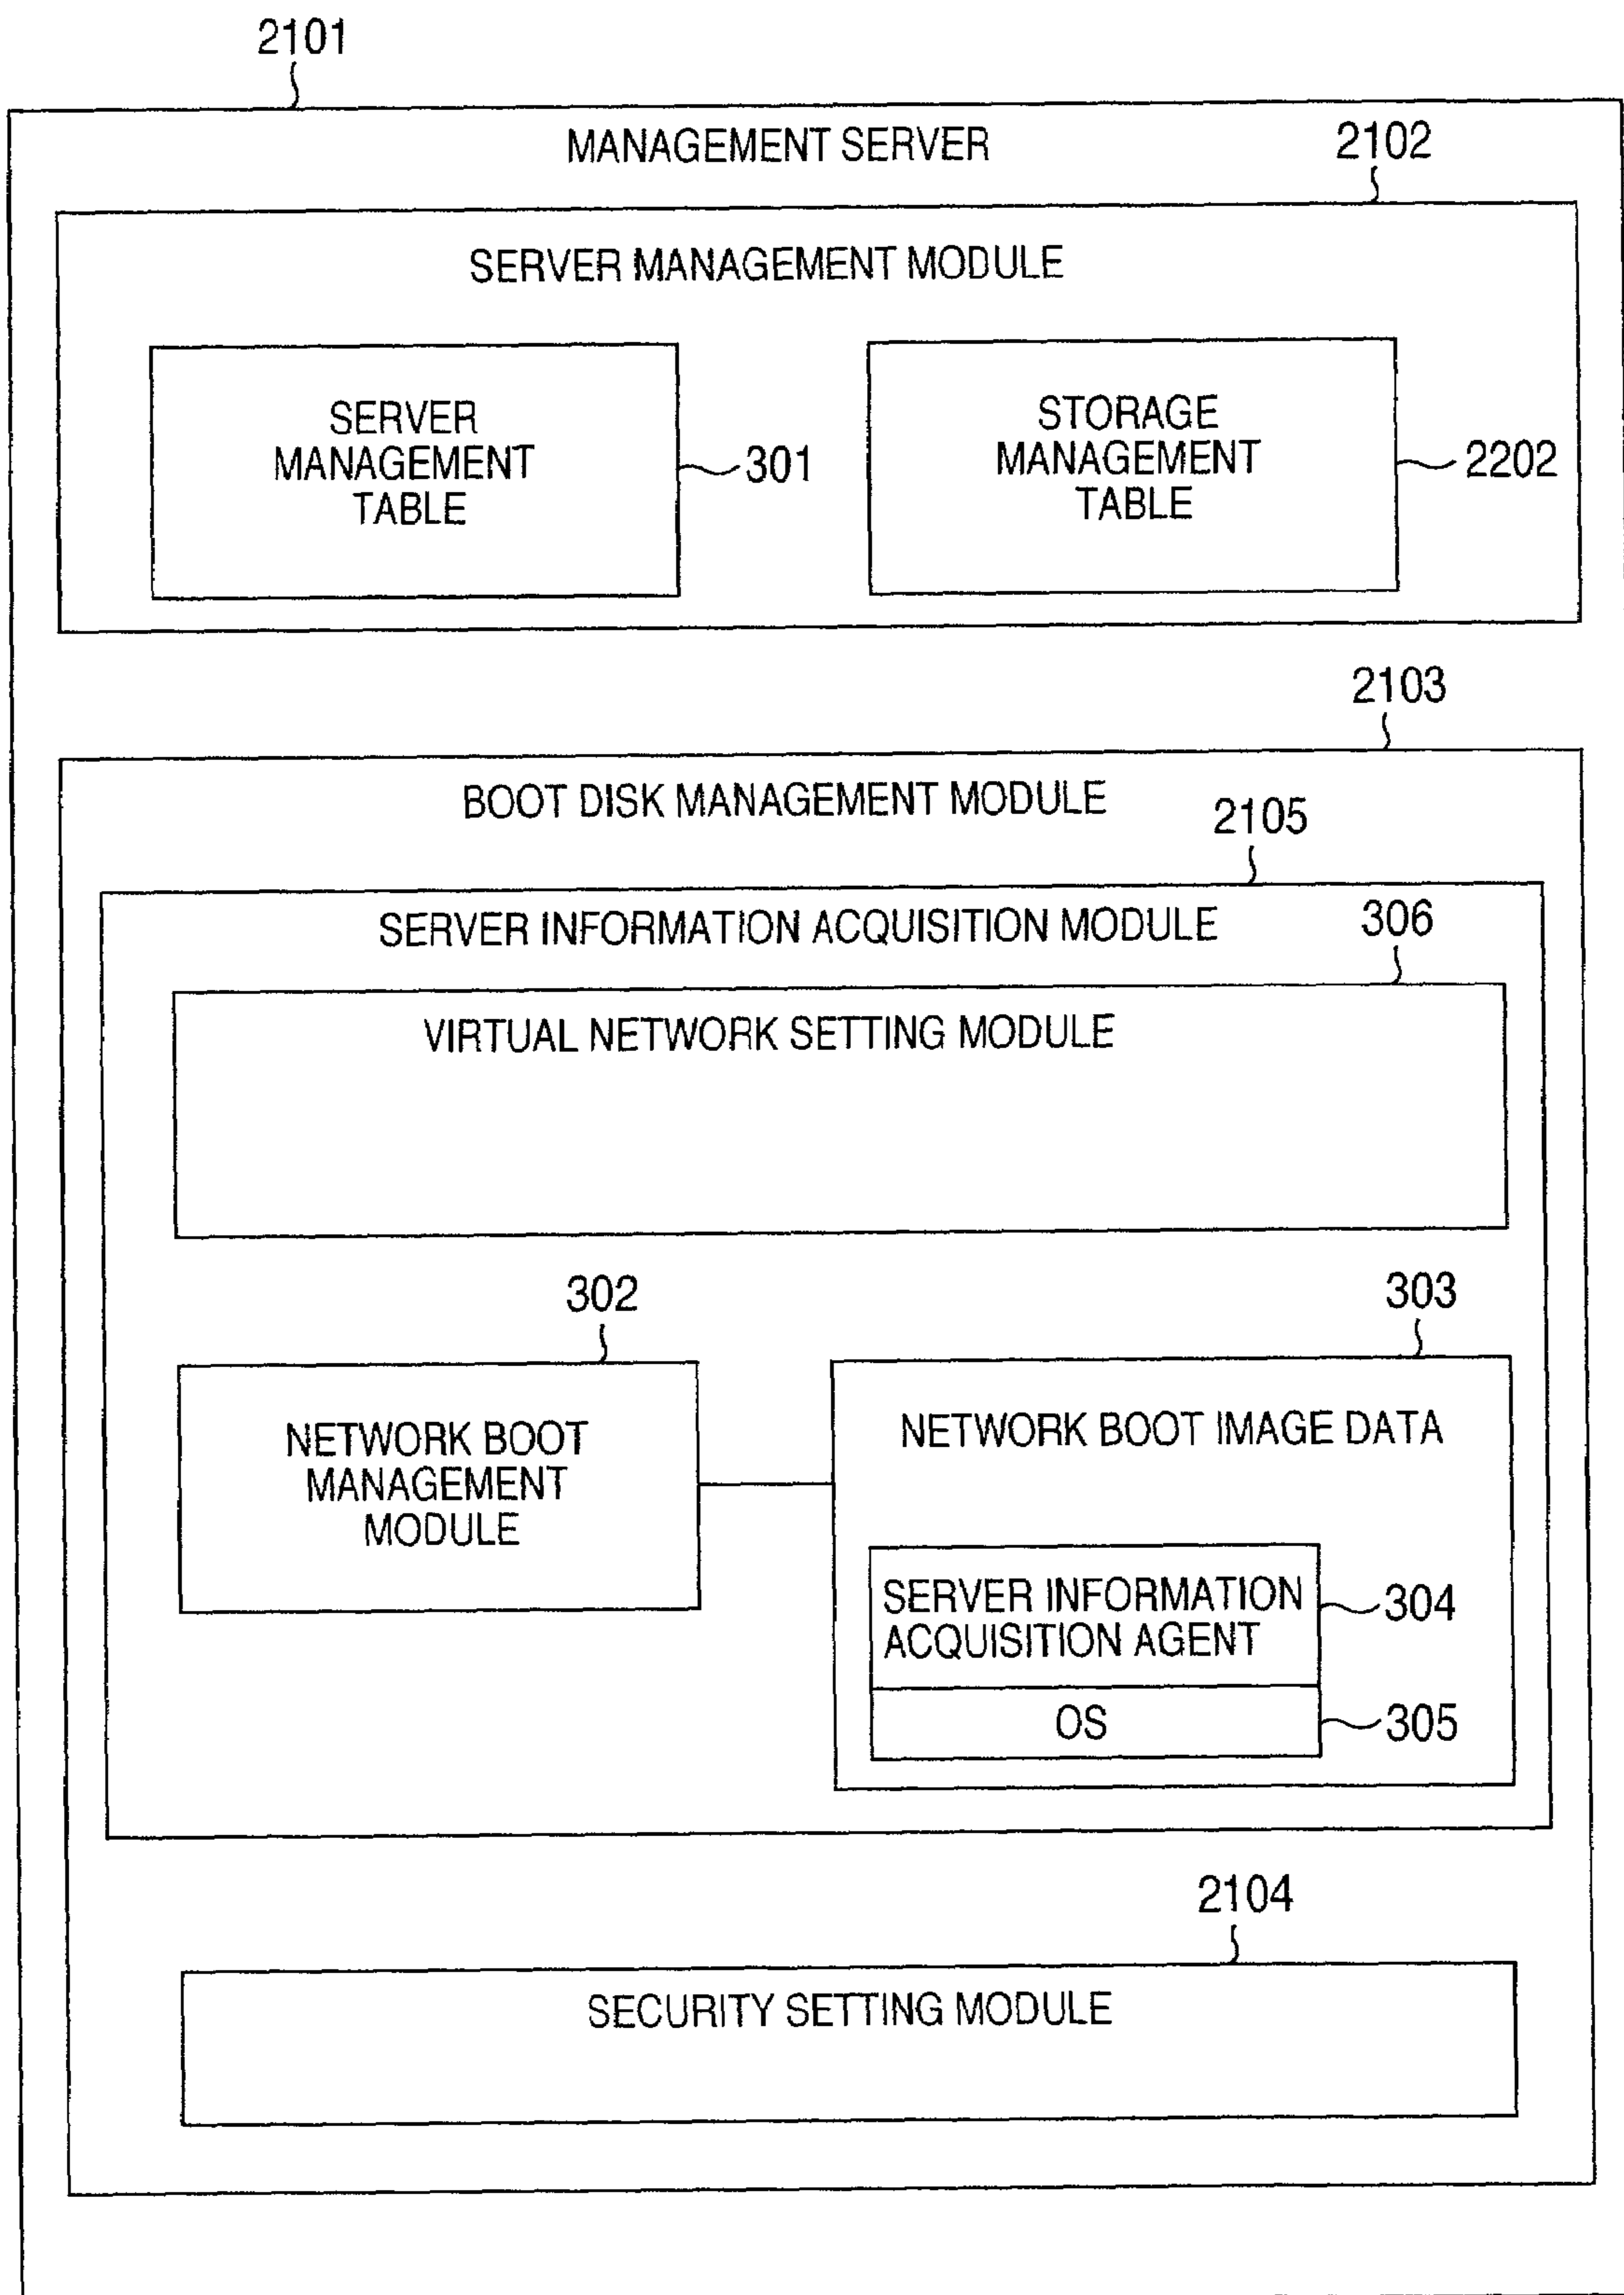 2101
MANAGEMENT SERVER
2102
SERVER MANAGEMENT MODULE
SERVER
MANAGEMENT
TABLE
301
STORAGE
MANAGEMENT
TABLE
2202
2103
BOOT DISK MANAGEMENT MODULE
2105
SERVER INFORMATION ACQUISITION MODULE
306
VIRTUAL NETWORK SETTING MODULE
302
303
NETWORK BOOT
MANAGEMENT
MODULE
NETWORK BOOT IMAGE DATA
SERVER INFORMATION
ACQUISITION AGENT
304
OS
305
2104
SECURITY SETTING MODULE